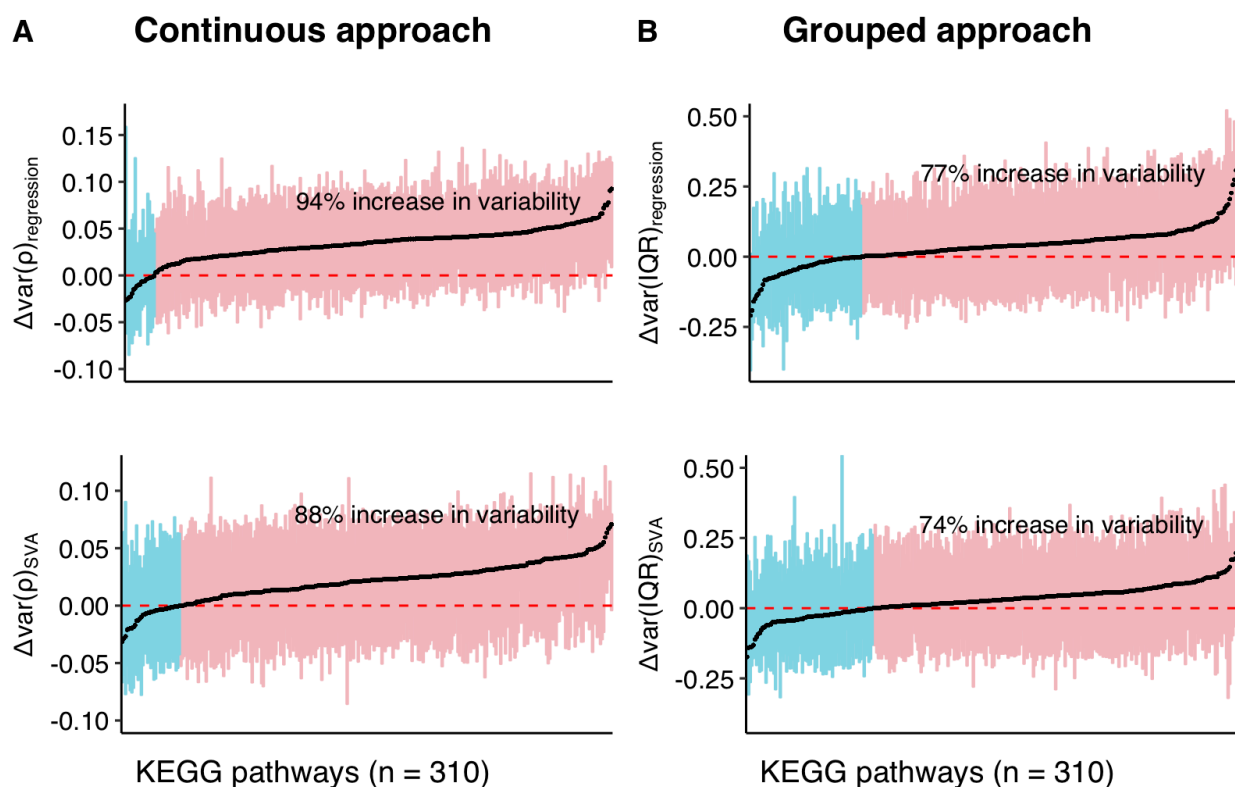 A Continuous approach
Δvar(ρ)regression
0.15
0.10
0.05
0.00
-0.05
-0.10
94% increase in variability
Δvar(ρ)SVA
0.10
0.05
0.00
-0.05
-0.10
88% increase in variability
KEGG pathways (n = 310)
B Grouped approach
Δvar(IQR)regression
0.50
0.25
0.00
-0.25
77% increase in variability
Δvar(IQR)SVA
0.50
0.25
0.00
-0.25
74% increase in variability
KEGG pathways (n = 310)